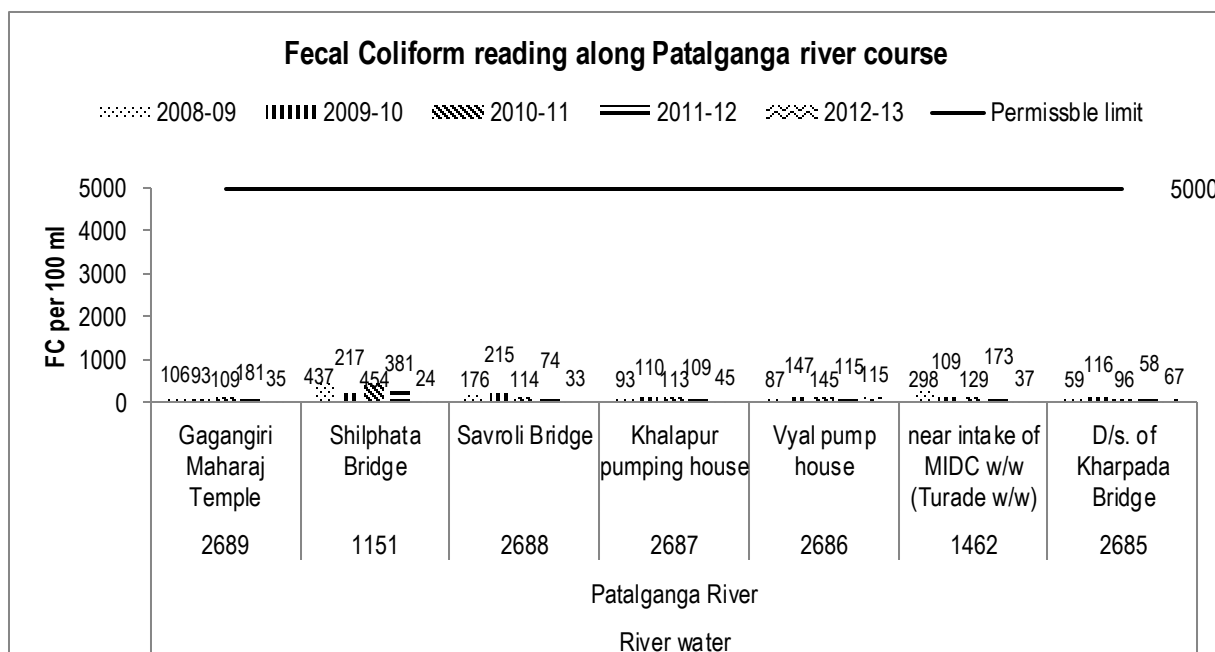 Fecal Coliform reading along Patalganga river course
2008-09 2009-10 2010-11 2011-12 2012-13 Permissble limit
FC per 100 ml
5000
4000
3000
2000
1000
0
5000
106 93 109 181 35
437 217 454 381 24
176 215 114 74 33
93 110 113 109 45
87 147 145 115 115
298 109 129 173 37
59 116 96 58 67
Gagangiri
Maharaj
Temple
Shilphata
Bridge
Savroli Bridge
Khalapur
pumping house
Vyal pump
house
near intake of
MIDC w/w
(Turade w/w)
D/s. of
Kharpada
Bridge
2689 1151 2688 2687 2686 1462 2685
Patalganga River
River water